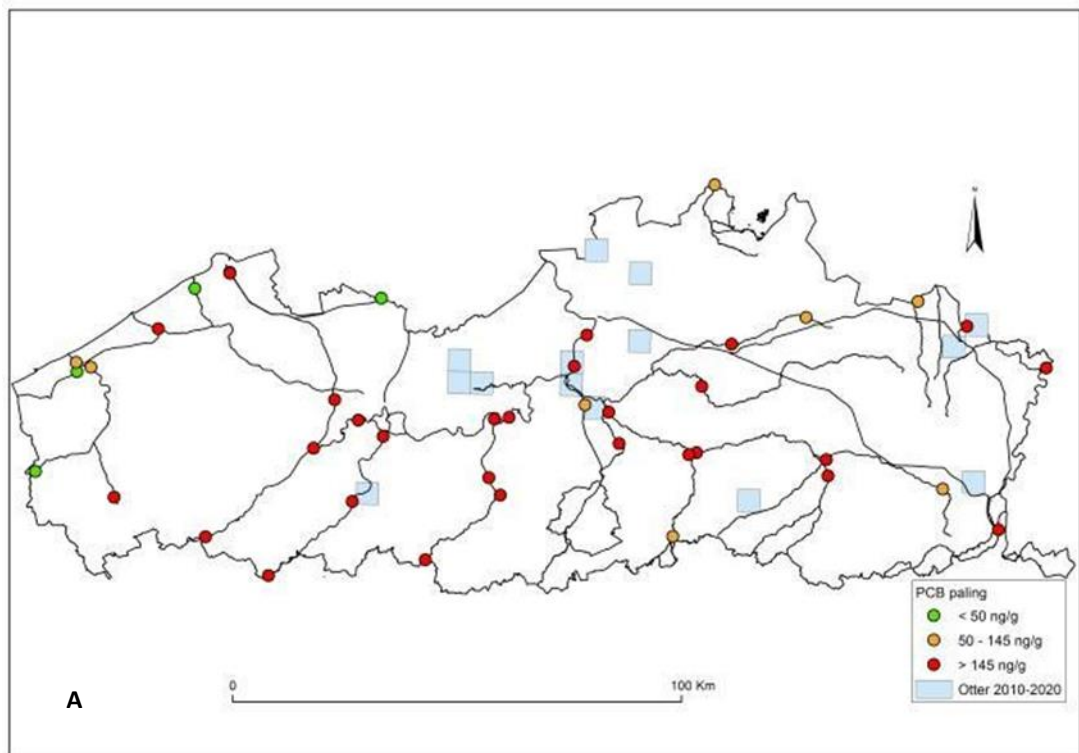 N
PCB paling
< 50 ng/g
50 - 145 ng/g
> 145 ng/g
Otter 2010-2020
0 100 Km
A